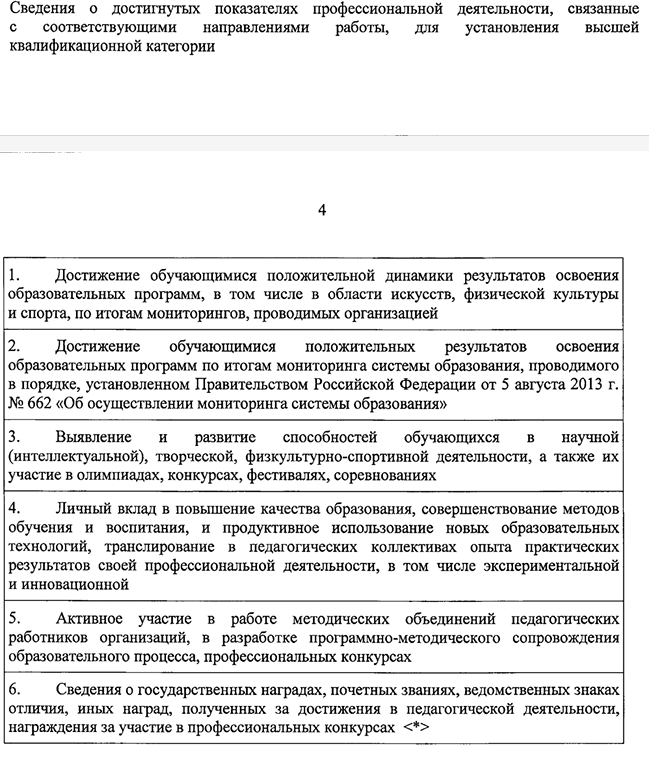 Сведения о достигнутых показателях профессиональной деятельности, связанные
с соответствующими направлениями работы, для установления высшей
квалификационной категории
4
1. Достижение обучающимися положительной динамики результатов освоения
образовательных программ, в том числе в области искусств, физической культуры
и спорта, по итогам мониторингов, проводимых организацией
2. Достижение обучающимися положительных результатов освоения
образовательных программ по итогам мониторинга системы образования, проводимого
в порядке, установленном Правительством Российской Федерации от 5 августа 2013 г.
№ 662 «Об осуществлении мониторинга системы образования»
3. Выявление и развитие способностей обучающихся в научной
(интеллектуальной), творческой, физкультурно-спортивной деятельности, а также их
участие в олимпиадах, конкурсах, фестивалях, соревнованиях
4. Личный вклад в повышение качества образования, совершенствование методов
обучения и воспитания, и продуктивное использование новых образовательных
технологий, транслирование в педагогических коллективах опыта практических
результатов своей профессиональной деятельности, в том числе экспериментальной
и инновационной
5. Активное участие в работе методических объединений педагогических
работников организаций, в разработке программно-методического сопровождения
образовательного процесса, профессиональных конкурсах
6. Сведения о государственных наградах, почетных званиях, ведомственных знаках
отличия, иных наград, полученных за достижения в педагогической деятельности,
награждения за участие в профессиональных конкурсах <*>